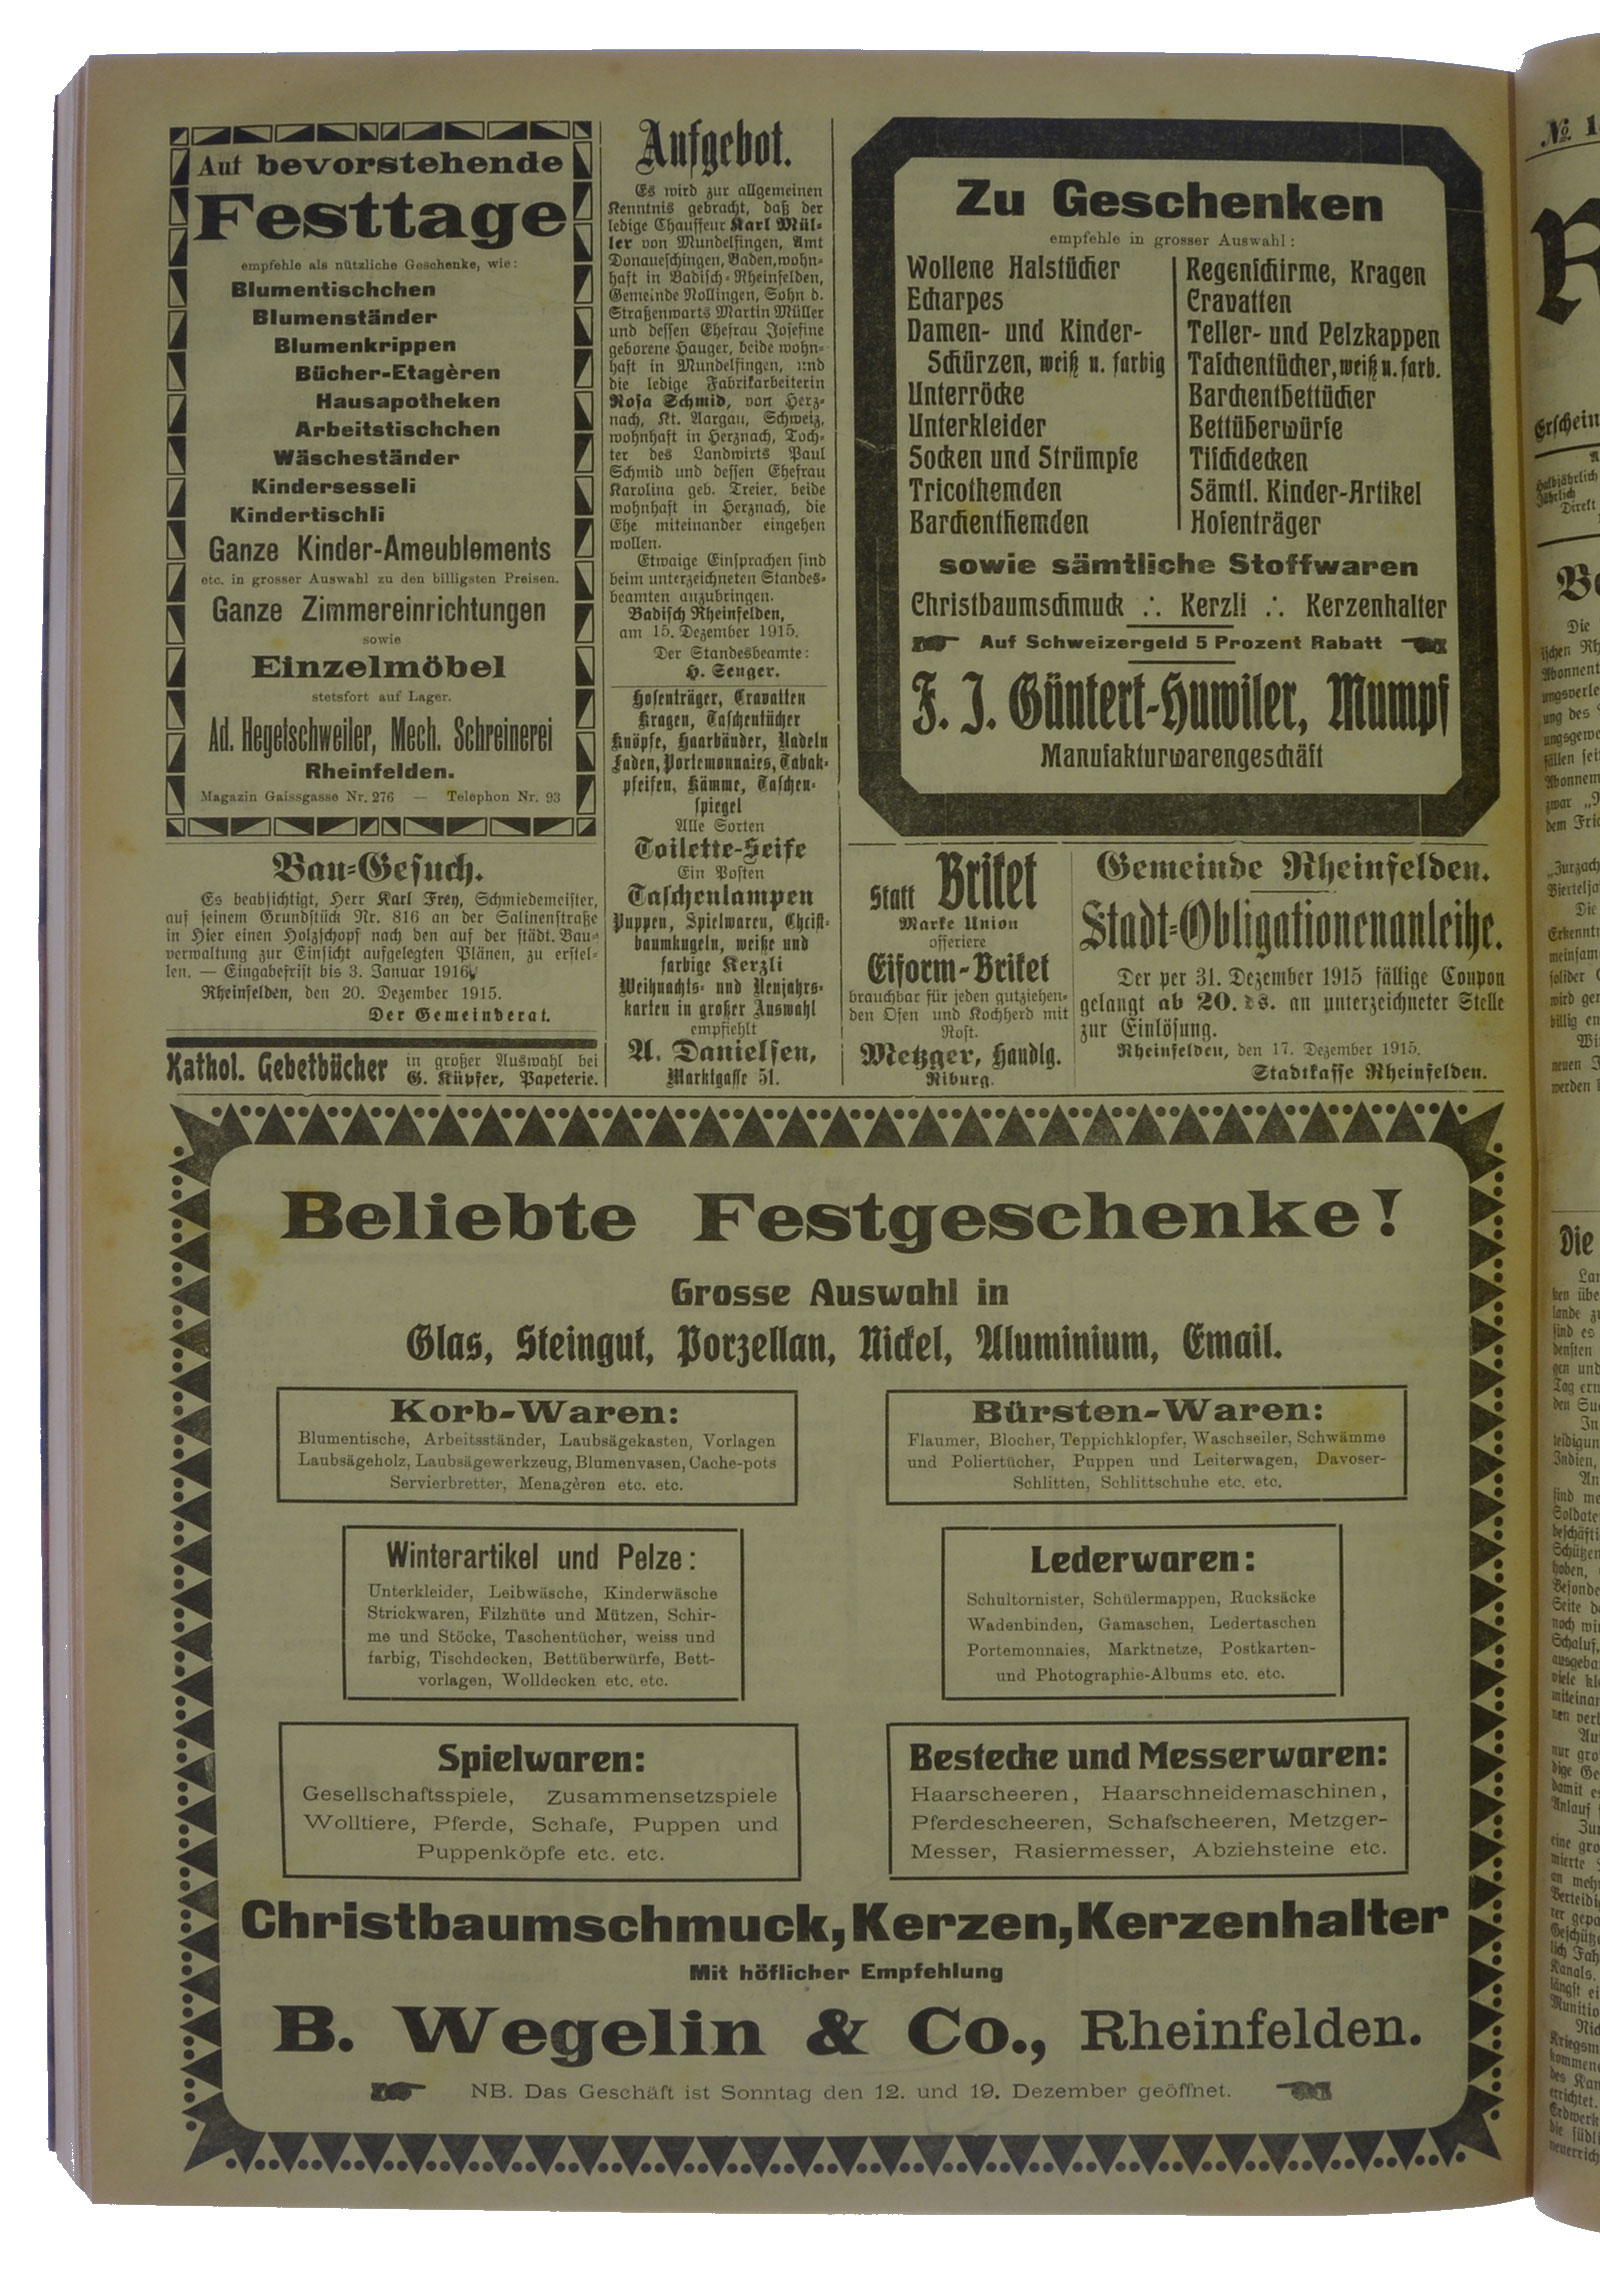 Auf bevorstehende
Festtage
empfehle als nützliche Geschenke, wie:
Blumentischchen
Blumenständer
Blumenkrippen
Bücher-Etagèren
Hausapotheken
Arbeitstischchen
Wäscheständer
Kindersesseli
Kindertischli
Ganze Kinder-Ameublements
etc. in grosser Auswahl zu den billigsten Preisen.
Ganze Zimmereinrichtungen
sowie
Einzelmöbel
stetsfort auf Lager.
Ad. Hegetschweiler, Mech. Schreinerei
Rheinfelden.
Magazin Gaissgasse Nr. 276 — Telephon Nr. 93
Bau-Gesuch.
Es beabsichtigt, Herr Karl Frey, Schmiedemeister,
auf seinem Grundstück Nr. 816 an der Salinenstraße
in Hier einen Holzschopf nach den auf der städt. Bau-
verwaltung zur Einsicht aufgelegten Plänen, zu erstel-
len. — Eingabefrist bis 3. Januar 1916.
Rheinfelden, den 20. Dezember 1915.
Der Gemeinderat.
Kathol. Gebetbücher in großer Auswahl bei
G. Küpfer, Papeterie.
Aufgebot.
Es wird zur allgemeinen
Kenntnis gebracht, daß der
ledige Chauffeur Karl Mül-
ler von Mundelfingen, Amt
Donaueschingen, Baden, wohn-
haft in Badisch-Rheinfelden,
Gemeinde Nollingen, Sohn d.
Straßenwarts Martin Müller
und dessen Ehefrau Josefine
geborene Hauger, beide wohn-
haft in Mundelfingen, und
die ledige Fabrikarbeiterin
Rosa Schmid, von Herz-
nach, Kt. Aargau, Schweiz,
wohnhaft in Herznach, Toch-
ter des Landwirts Paul
Schmid und dessen Ehefrau
Karolina geb. Treier, beide
wohnhaft in Herznach, die
Ehe miteinander eingehen
wollen.
Etwaige Einsprachen sind
beim unterzeichneten Standes-
beamten anzubringen.
Badisch Rheinfelden,
am 15. Dezember 1915.
Der Standesbeamte:
H. Senger.
Hosenträger, Cravatten
Kragen, Taschentücher
Knöpfe, Haarbänder, Nadeln
Faden, Portemonnaies, Tabak-
pfeifen, Kämme, Taschen-
spiegel
Alle Sorten
Toilette-Seife
Ein Posten
Taschenlampen
Puppen, Spielwaren, Christ-
baumkugeln, weiße und
farbige Kerzli
Weihnachts- und Neujahrs-
karten in großer Auswahl
empfiehlt
A. Danielsen,
Marktgasse 51.
Zu Geschenken
empfehle in grosser Auswahl:
Wollene Halstücher
Echarpes
Damen- und Kinder-
Schürzen, weiß u. farbig
Unterröcke
Unterkleider
Socken und Strümpfe
Tricothemden
Barchenthemden
Regenschirme, Kragen
Cravatten
Teller- und Pelzkappen
Taschentücher, weiß u. farb.
Barchentbettücher
Bettüberwürfe
Tischdecken
Sämtl. Kinder-Artikel
Hosenträger
sowie sämtliche Stoffwaren
Christbaumschmuck ∴ Kerzli ∴ Kerzenhalter
Auf Schweizergeld 5 Prozent Rabatt
F. J. Güntert-Huwiler, Mumpf
Manufakturwarengeschäft
Statt Briket
Marke Union
offeriere
Eiform-Briket
brauchbar für jeden gutziehen-
den Ofen und Kochherd mit
Rost.
Metzger, Handlg.
Riburg.
Gemeinde Rheinfelden.
Stadt-Obligationenanleihe.
Der per 31. Dezember 1915 fällige Coupon
gelangt ab 20. ds. an unterzeichneter Stelle
zur Einlösung.
Rheinfelden, den 17. Dezember 1915.
Stadtkasse Rheinfelden.
Beliebte Festgeschenke!
Grosse Auswahl in
Glas, Steingut, Porzellan, Nickel, Aluminium, Email.
Korb-Waren:
Blumentische, Arbeitsständer, Laubsägekasten, Vorlagen
Laubsägeholz, Laubsägewerkzeug, Blumenvasen, Cache-pots
Servierbretter, Menagèren etc. etc.
Bürsten-Waren:
Flaumer, Blocher, Teppichklopfer, Waschseiler, Schwämme
und Poliertücher, Puppen und Leiterwagen, Davoser-
Schlitten, Schlittschuhe etc. etc.
Winterartikel und Pelze:
Unterkleider, Leibwäsche, Kinderwäsche
Strickwaren, Filzhüte und Mützen, Schir-
me und Stöcke, Taschentücher, weiss und
farbig, Tischdecken, Bettüberwürfe, Bett-
vorlagen, Wolldecken etc. etc.
Lederwaren:
Schultornister, Schülermappen, Rucksäcke
Wadenbinden, Gamaschen, Ledertaschen
Portemonnaies, Marktnetze, Postkarten-
und Photographie-Albums etc. etc.
Spielwaren:
Gesellschaftsspiele, Zusammensetzspiele
Wolltiere, Pferde, Schafe, Puppen und
Puppenköpfe etc. etc.
Bestecke und Messerwaren:
Haarscheeren, Haarschneidemaschinen,
Pferdescheeren, Schafscheeren, Metzger-
Messer, Rasiermesser, Abziehsteine etc.
Christbaumschmuck, Kerzen, Kerzenhalter
Mit höflicher Empfehlung
B. Wegelin & Co., Rheinfelden.
NB. Das Geschäft ist Sonntag den 12. und 19. Dezember geöffnet.